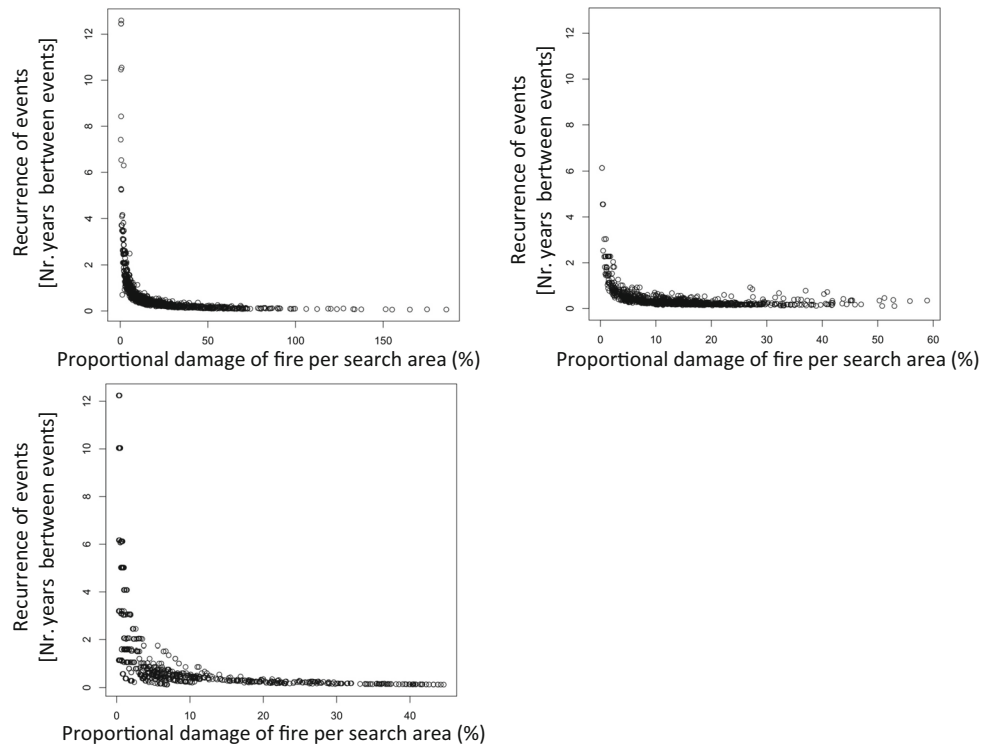 Recurrence of events
[Nr. years bertween events]
12
10
8
6
4
2
0
0 50 100 150
Proportional damage of fire per search area (%)
Recurrence of events
[Nr. years bertween events]
12
10
8
6
4
2
0
0 10 20 30 40 50 60
Proportional damage of fire per search area (%)
Recurrence of events
[Nr. years bertween events]
12
10
8
6
4
2
0
0 10 20 30 40
Proportional damage of fire per search area (%)